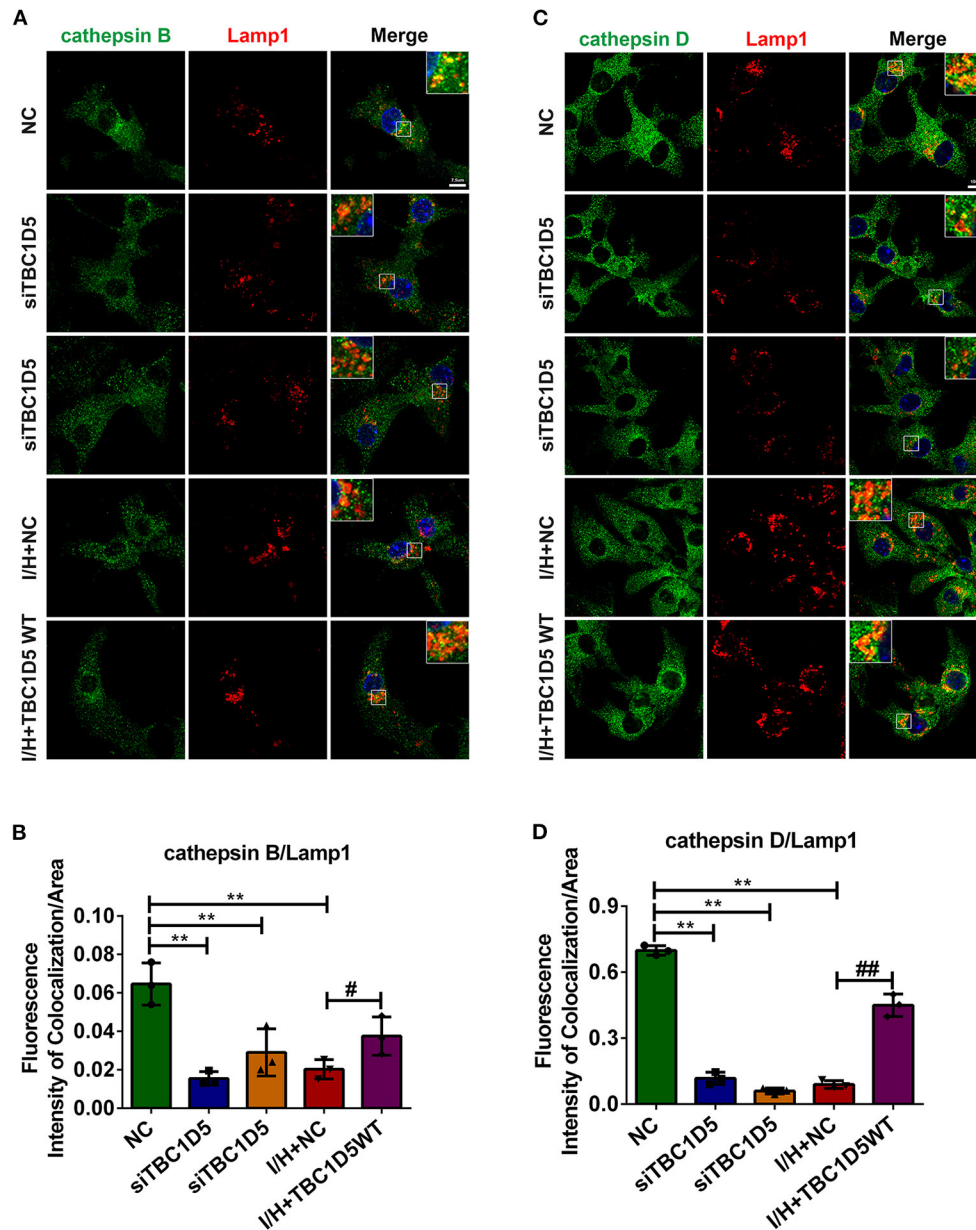 A
cathepsin B Lamp1 Merge
NC
7.5um
siTBC1D5
siTBC1D5
I/H+NC
I/H+TBC1D5 WT
C
cathepsin D Lamp1 Merge
NC
siTBC1D5
siTBC1D5
I/H+NC
I/H+TBC1D5 WT
B
cathepsin B/Lamp1
Fluorescence
Intensity of Colocalization/Area
0.10
0.08
0.06
0.04
0.02
0.00
**
**
**
#
NC
siTBC1D5
siTBC1D5
I/H+NC
I/H+TBC1D5WT
D
cathepsin D/Lamp1
Fluorescence
Intensity of Colocalization/Area
0.9
0.6
0.3
0.0
**
**
**
##
NC
siTBC1D5
siTBC1D5
I/H+NC
I/H+TBC1D5WT